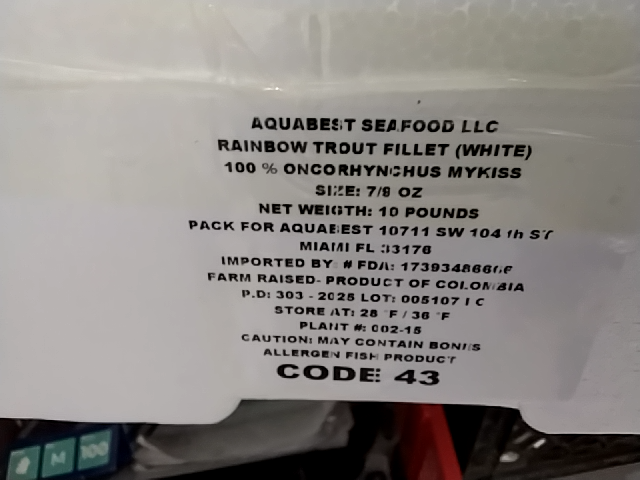 AQUABEST SEAFOOD LLC
RAINBOW TROUT FILLET (WHITE)
100 % ONCORHYNCHUS MYKISS
SIZE: 7/9 OZ
NET WEIGTH: 10 POUNDS
PACK FOR AQUABEST 10711 SW 104 th ST
MIAMI FL 33176
IMPORTED BY: # FDA:
FARM RAISED- PRODUCT OF COLOMBIA
P.D: 303 - 2025 LOT: 005107
STORE AT: 28 °F / 36 °F
PLANT #: 002-15
CAUTION: MAY CONTAIN BONES
ALLERGEN FISH PRODUCT
CODE: 43
M
100